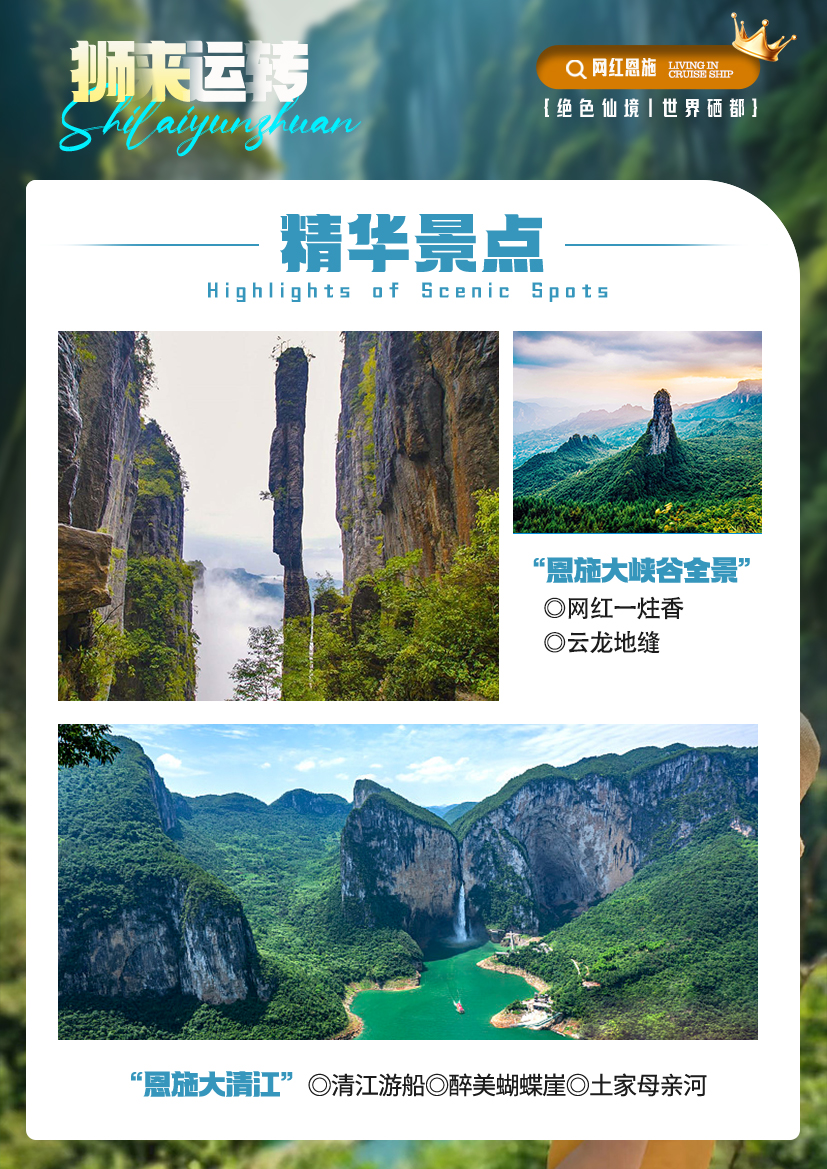 狮来运转
Shilaiyunzhuan
网红恩施
LIVING IN
CRUISE SHIP
【绝色仙境|世界硒都】
精华景点
Highlights of Scenic Spots
“恩施大峡谷全景”
◎网红一炷香
◎云龙地缝
“恩施大清江” ◎清江游船◎醉美蝴蝶崖◎土家母亲河